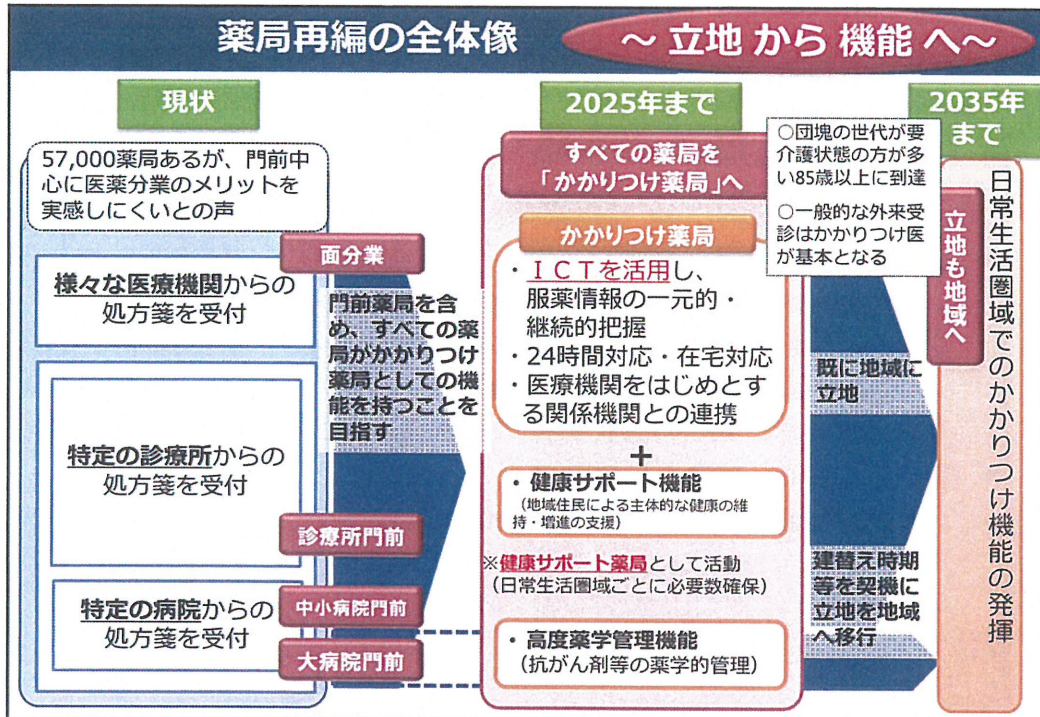 薬局再編の全体像
～ 立地 から 機能 へ～
現状
57,000薬局あるが、門前中
心に医薬分業のメリットを
実感しにくいとの声
面分業
様々な医療機関からの
処方箋を受付
特定の診療所からの
処方箋を受付
診療所門前
特定の病院からの
処方箋を受付
中小病院門前
大病院門前
門前薬局を含
め、すべての薬
局がかかりつけ
薬局としての機
能を持つことを
目指す
2025年まで
すべての薬局を
「かかりつけ薬局」へ
かかりつけ薬局
・ＩＣＴを活用し、
服薬情報の一元的・
継続的把握
・24時間対応・在宅対応
・医療機関をはじめとす
る関係機関との連携
＋
・健康サポート機能
（地域住民による主体的な健康の維
持・増進の支援）
※健康サポート薬局として活動
（日常生活圏域ごとに必要数確保）
・高度薬学管理機能
（抗がん剤等の薬学的管理）
○団塊の世代が要
介護状態の方が多
い85歳以上に到達
○一般的な外来受
診はかかりつけ医
が基本となる
既に地域に
立地
建替え時期
等を契機に
立地を地域
へ移行
2035年
まで
立地も地域へ
日常生活圏域でのかかりつけ機能の発揮